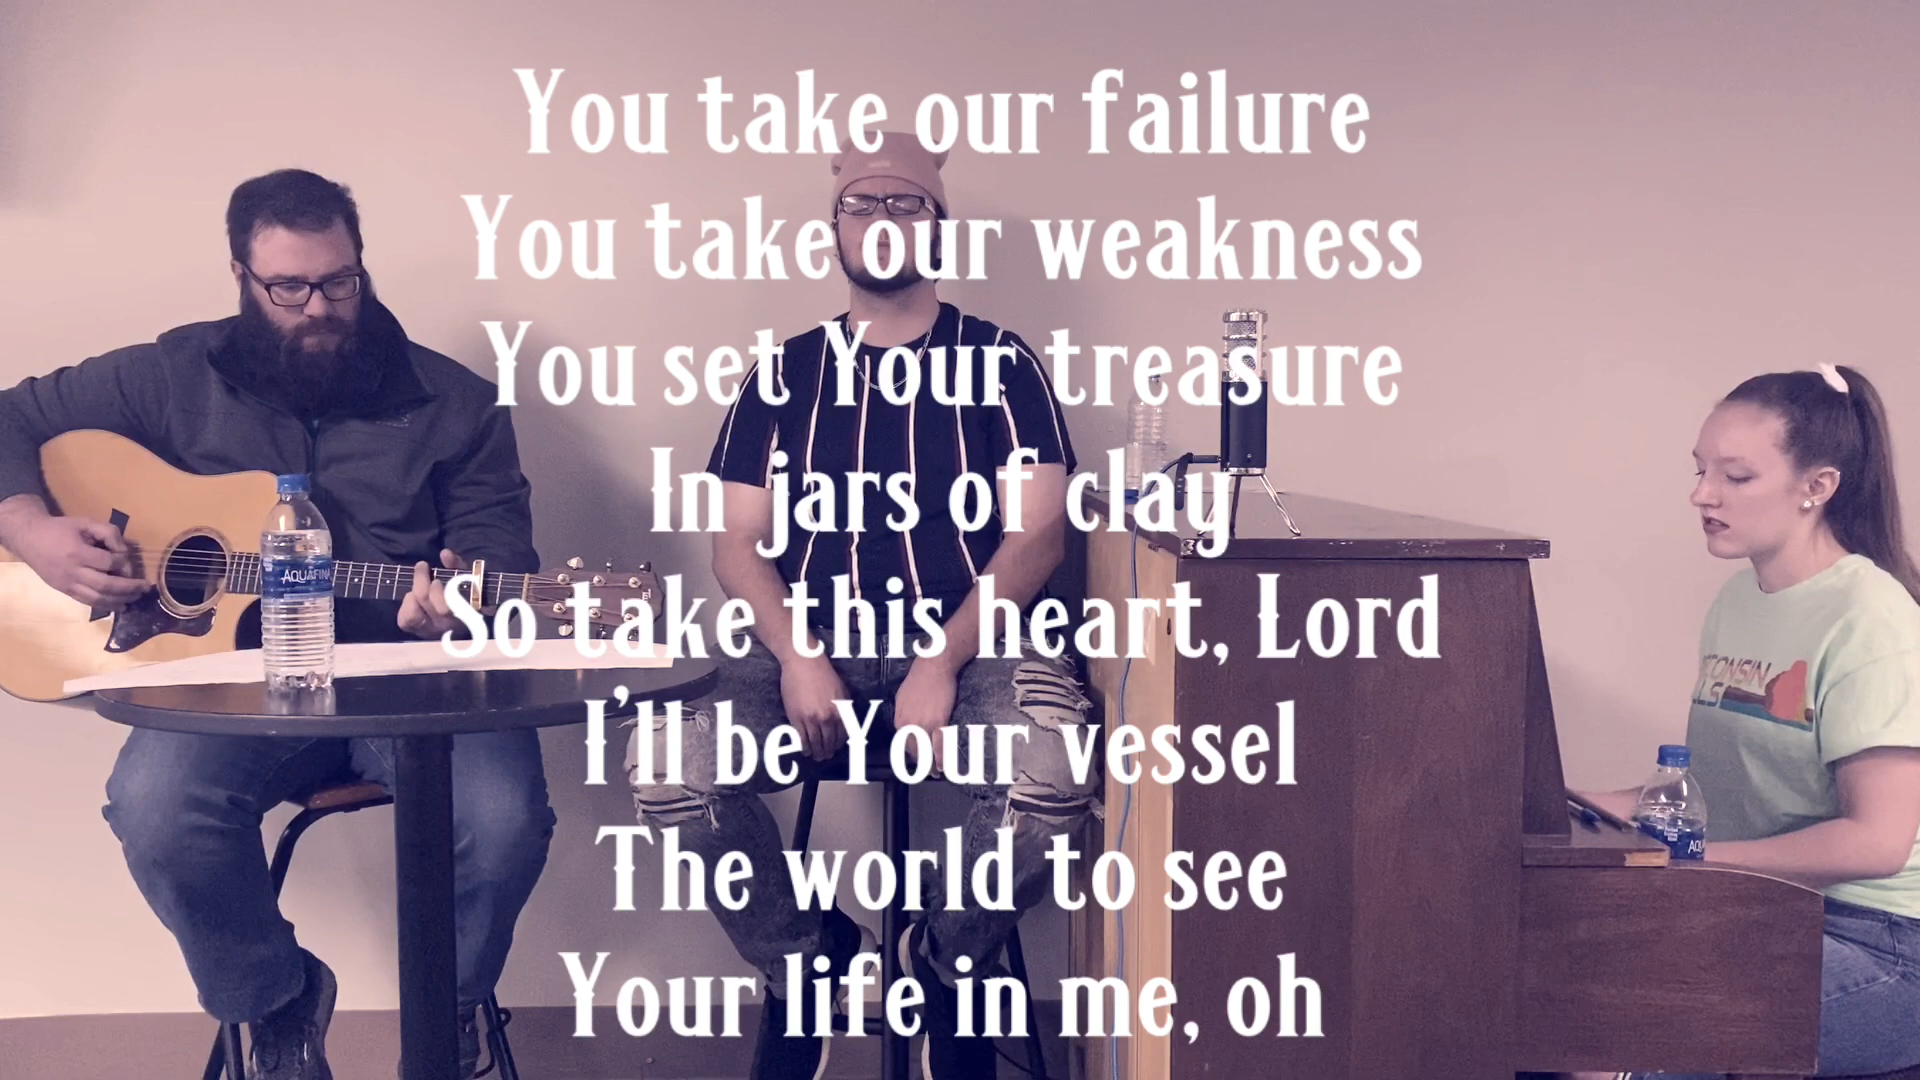 You take our failure
You take our weakness
You set Your treasure
In jars of clay
So take this heart, Lord
I'll be Your vessel
The world to see
Your life in me, oh
AQUAFINA